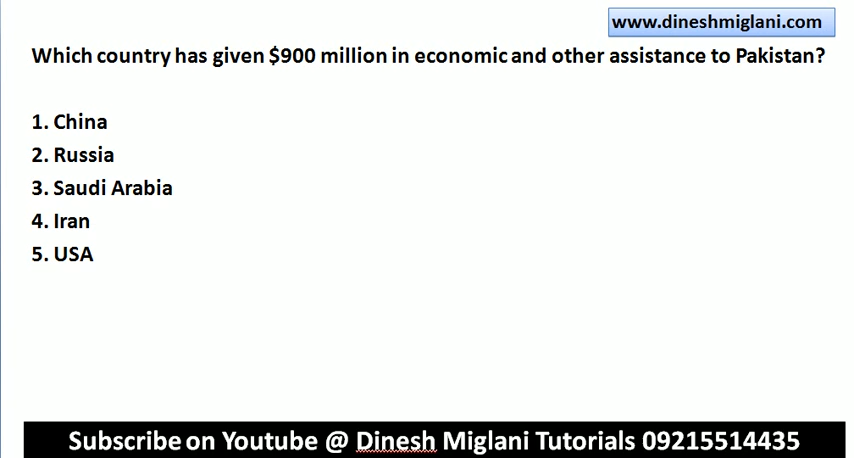 www.dineshmiglani.com
Which country has given $900 million in economic and other assistance to Pakistan?
1. China
2. Russia
3. Saudi Arabia
4. Iran
5. USA
Subscribe on Youtube @ Dinesh Miglani Tutorials 09215514435